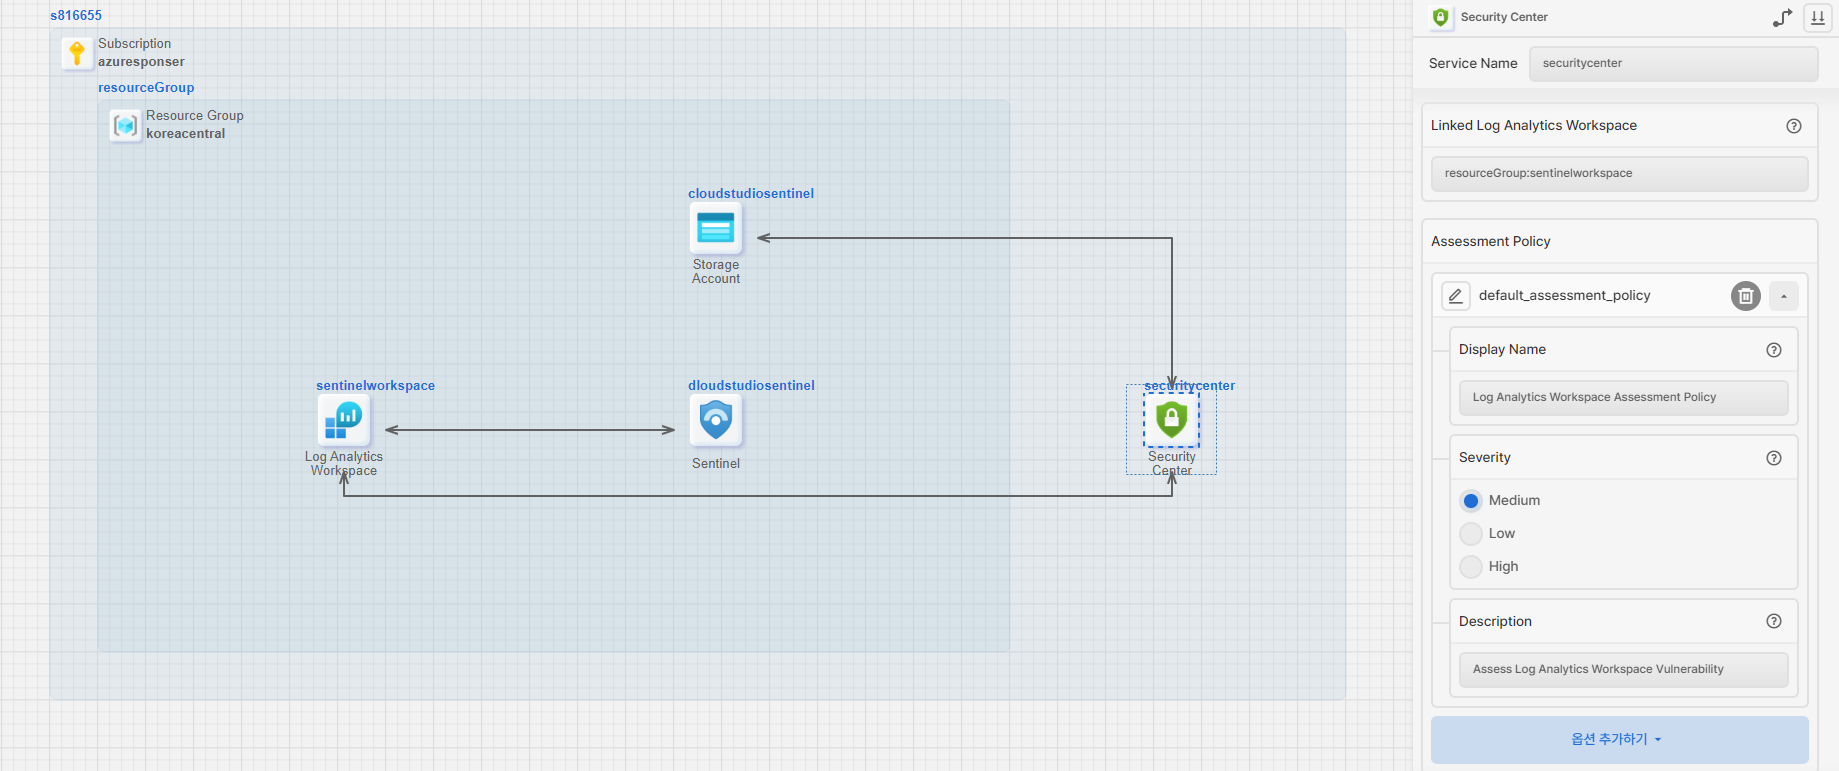 s816655
Subscription
azuresponser
resourceGroup
Resource Group
koreacentral
cloudstudiosentinel
Storage
Account
sentinelworkspace
Log Analytics
Workspace
dloudstudiosentinel
Sentinel
securitycenter
Security
Center
Security Center
Service Name
securitycenter
Linked Log Analytics Workspace
resourceGroup:sentinelworkspace
Assessment Policy
default_assessment_policy
Display Name
Log Analytics Workspace Assessment Policy
Severity
Medium
Low
High
Description
Assess Log Analytics Workspace Vulnerability
옵션 추가하기